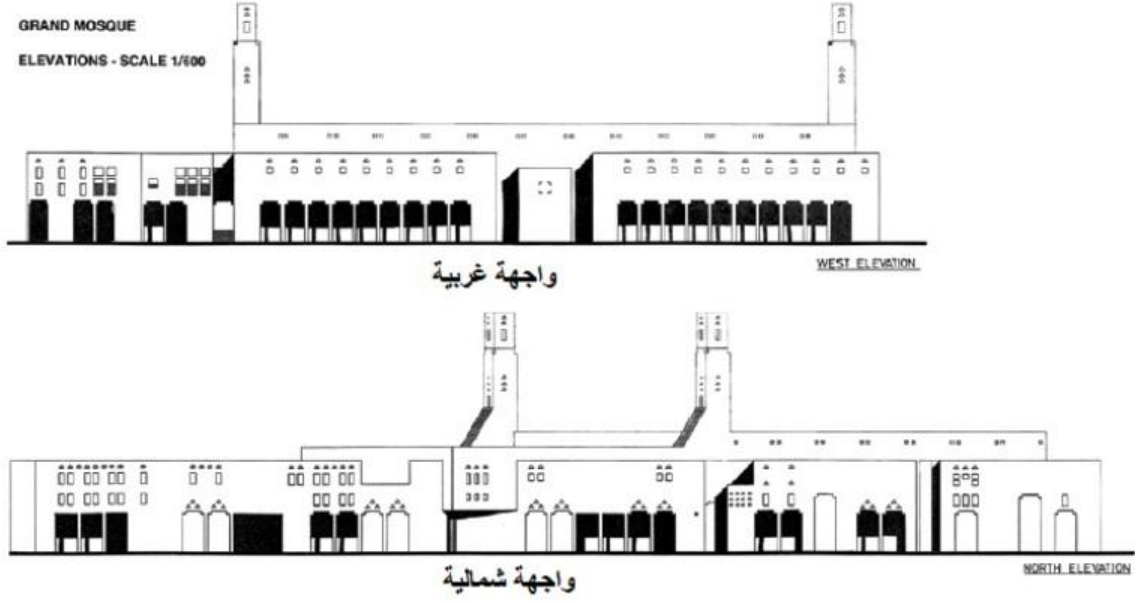 GRAND MOSQUE
ELEVATIONS - SCALE 1/600
WEST ELEVATION
واجهة غربية
NORTH ELEVATION
واجهة شمالية